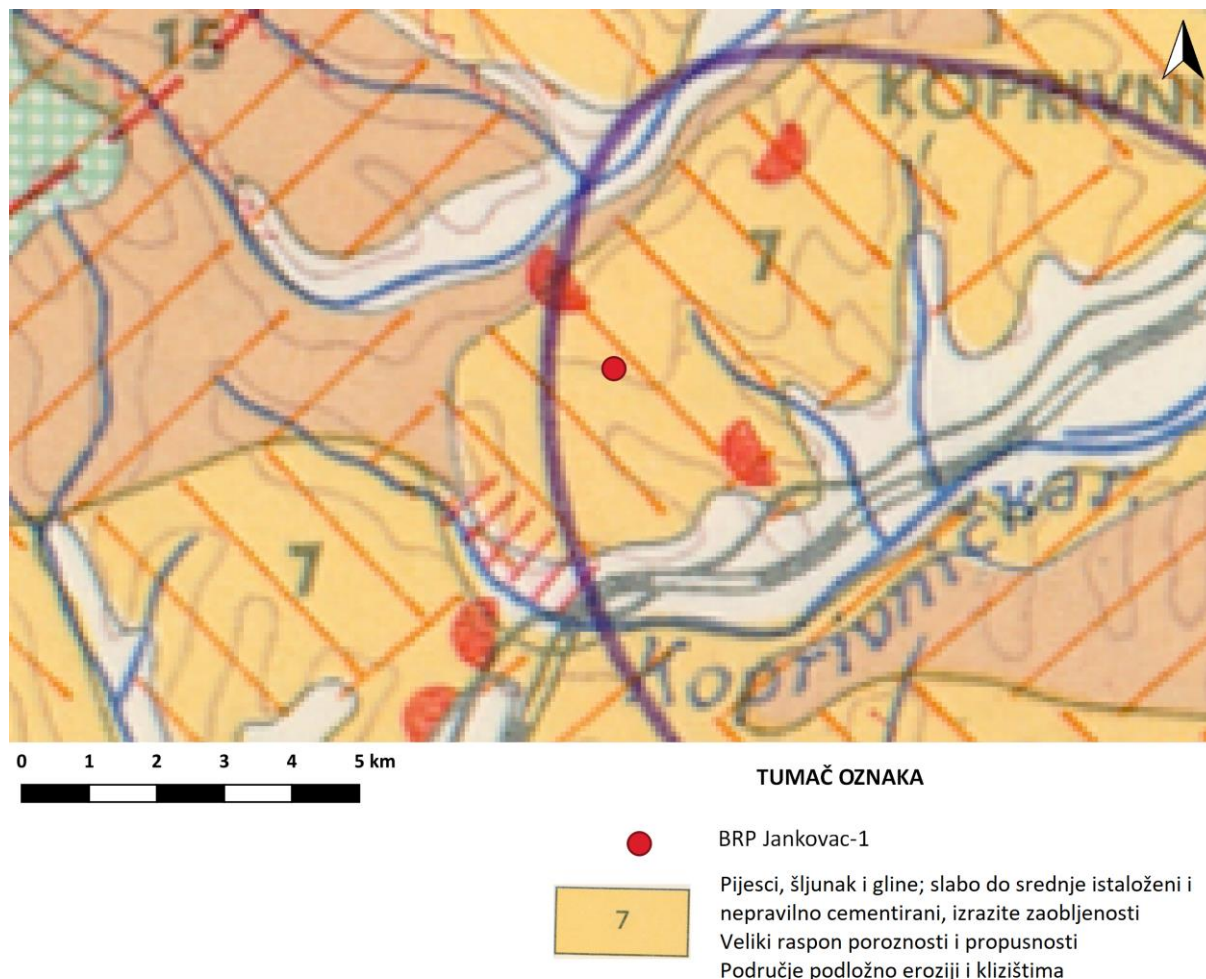 15
KOPRIVNI
7
7
Koprivnička r.
0 1 2 3 4 5 km
TUMAČ OZNAKA
BRP Jankovac-1
7
Pijesci, šljunak i gline; slabo do srednje istaloženi i
nepravilno cementirani, izrazite zaobljenosti
Veliki raspon poroznosti i propusnosti
Područje podložno eroziji i klizištima